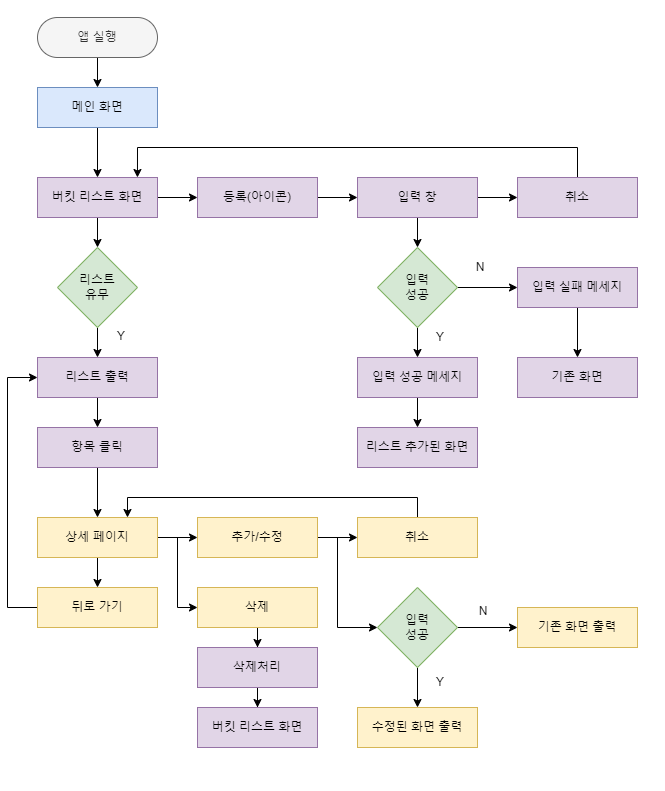 앱 실행
메인 화면
버킷 리스트 화면
등록(아이콘)
입력 창
취소
리스트
유무
입력
성공
N
입력 실패 메세지
Y
Y
리스트 출력
입력 성공 메세지
기존 화면
항목 클릭
리스트 추가된 화면
상세 페이지
추가/수정
취소
뒤로 가기
삭제
입력
성공
N
기존 화면 출력
삭제처리
Y
버킷 리스트 화면
수정된 화면 출력